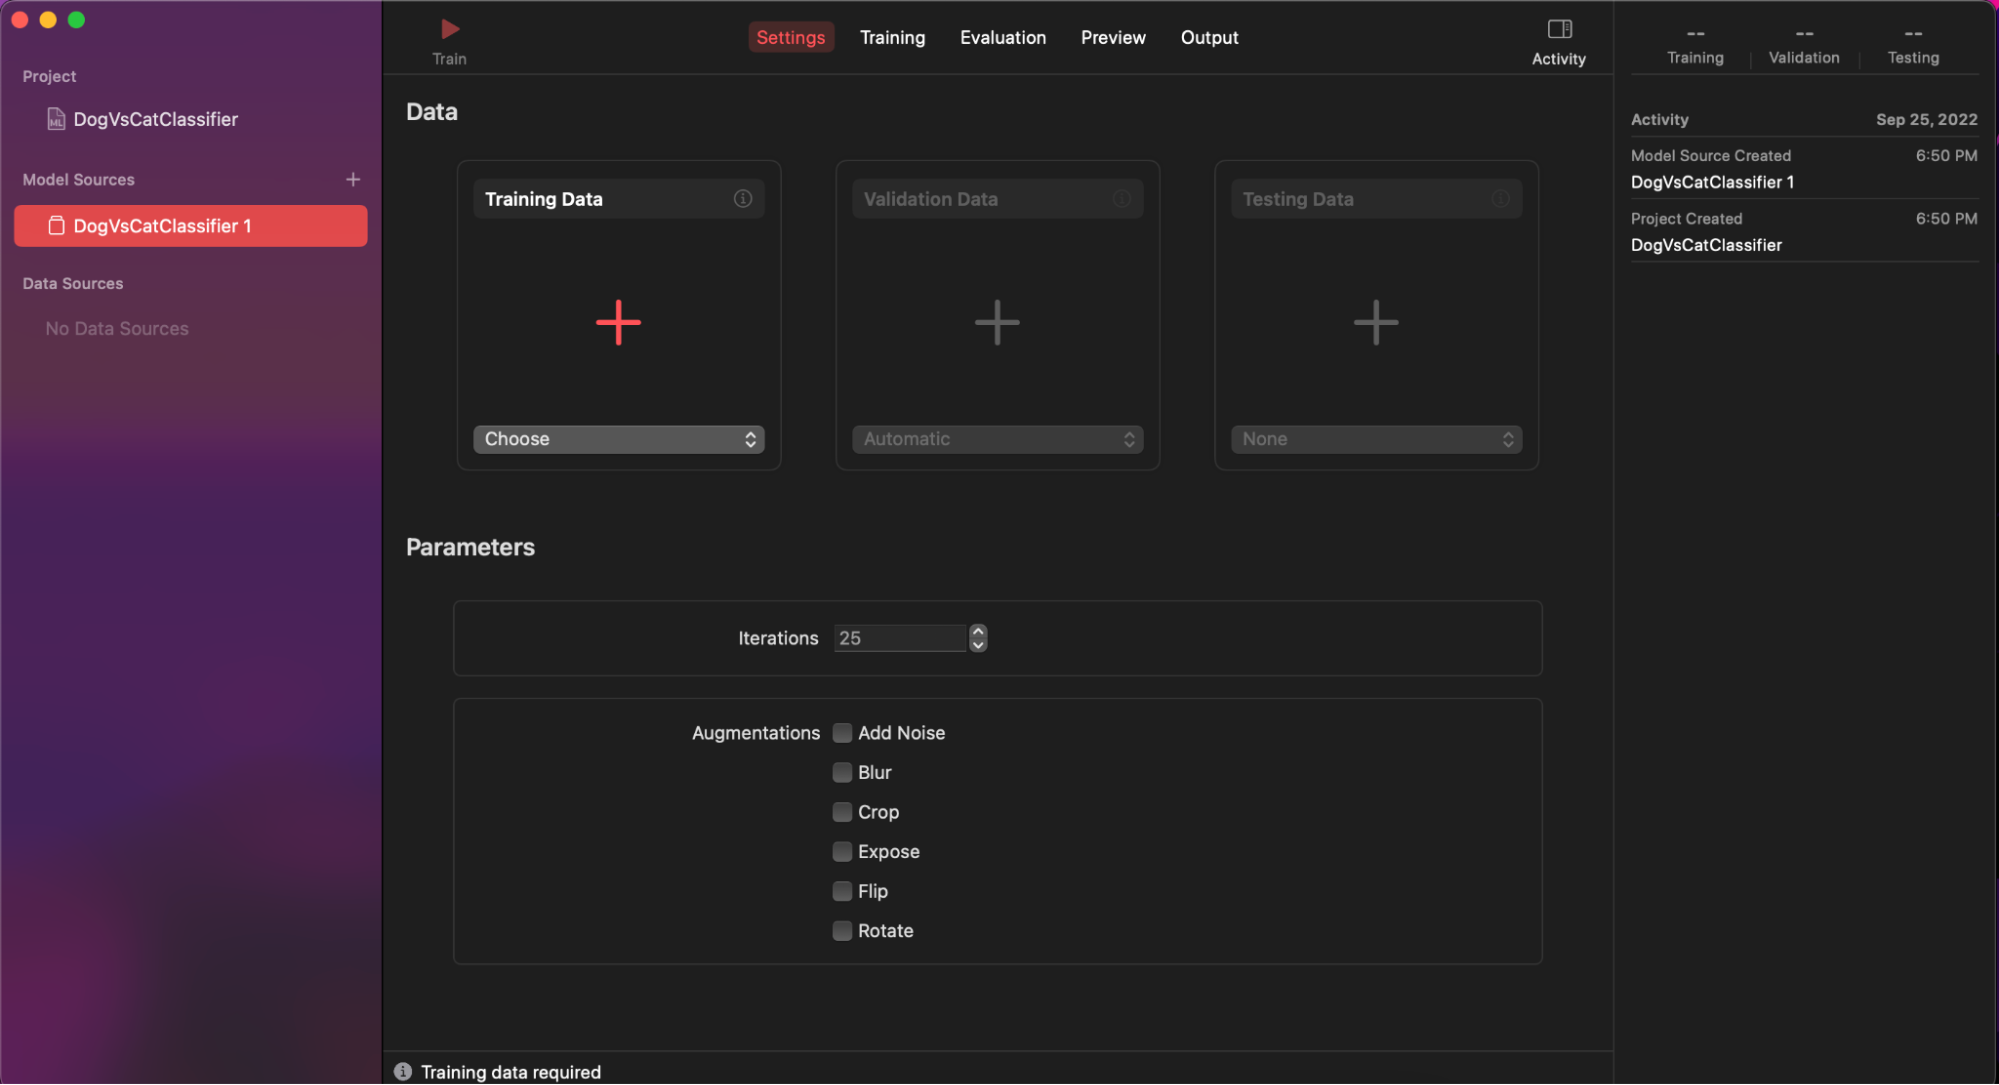 Project
DogVsCatClassifier
Model Sources
DogVsCatClassifier 1
Data Sources
No Data Sources
Train
Settings Training Evaluation Preview Output
Activity
Data
Training Data
Choose
Validation Data
Automatic
Testing Data
None
Parameters
Iterations 25
Augmentations Add Noise
Blur
Crop
Expose
Flip
Rotate
Training data required
-- -- --
Training Validation Testing
Activity Sep 25, 2022
Model Source Created 6:50 PM
DogVsCatClassifier 1
Project Created 6:50 PM
DogVsCatClassifier